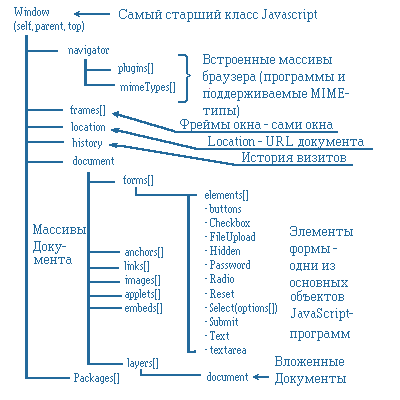 Window
(self, parent, top)
Самый старший класс Javascript
navigator
plugins[]
mimeTypes[]
Встроенные массивы
браузера (программы и
поддерживаемые MIME-
типы)
frames[]
Фреймы окна - сами окна
location
Location - URL документа
history
История визитов
document
forms[]
elements[]
- buttons
- Checkbox
- FileUpload
- Hidden
- Password
- Radio
- Reset
- Select(options[])
- Submit
- Text
- textarea
Элементы
формы -
одни из
основных
объектов
JavaScript-
программ
Массивы
Доку-
мента
anchors[]
links[]
images[]
applets[]
embeds[]
layers[]
document
Вложенные
Документы
Packages[]